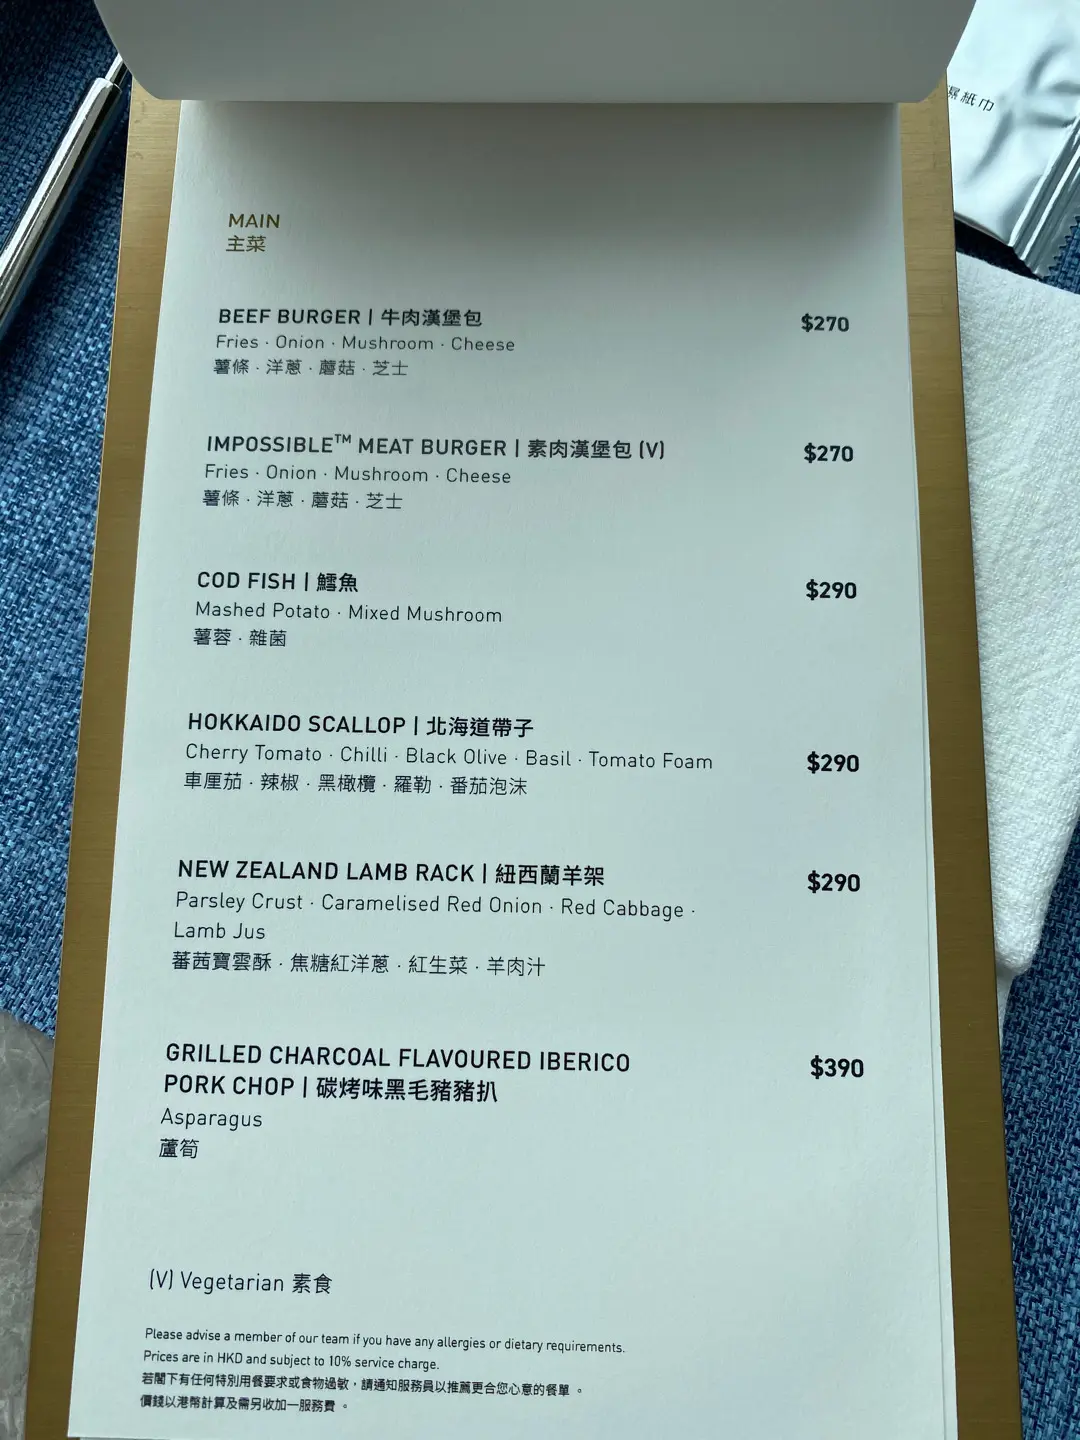 濕紙巾
MAIN
主菜
BEEF BURGER | 牛肉漢堡包
$270
Fries · Onion · Mushroom · Cheese
薯條 · 洋蔥 · 蘑菇 · 芝士
IMPOSSIBLE™ MEAT BURGER | 素肉漢堡包 (V)
$270
Fries · Onion · Mushroom · Cheese
薯條 · 洋蔥 · 蘑菇 · 芝士
COD FISH | 鱈魚
$290
Mashed Potato · Mixed Mushroom
薯蓉 · 雜菌
HOKKAIDO SCALLOP | 北海道帶子
Cherry Tomato · Chilli · Black Olive · Basil · Tomato Foam
$290
車厘茄 · 辣椒 · 黑橄欖 · 羅勒 · 番茄泡沫
NEW ZEALAND LAMB RACK | 紐西蘭羊架
$290
Parsley Crust · Caramelised Red Onion · Red Cabbage ·
Lamb Jus
蕃茜寶雲酥 · 焦糖紅洋蔥 · 紅生菜 · 羊肉汁
GRILLED CHARCOAL FLAVOURED IBERICO
$390
PORK CHOP | 碳烤味黑毛豬豬扒
Asparagus
蘆筍
(V) Vegetarian 素食
Please advise a member of our team if you have any allergies or dietary requirements.
Prices are in HKD and subject to 10% service charge.
若閣下有任何特別用餐要求或食物過敏，請通知服務員以推薦更合您心意的餐單。
價錢以港幣計算及需另收加一服務費。